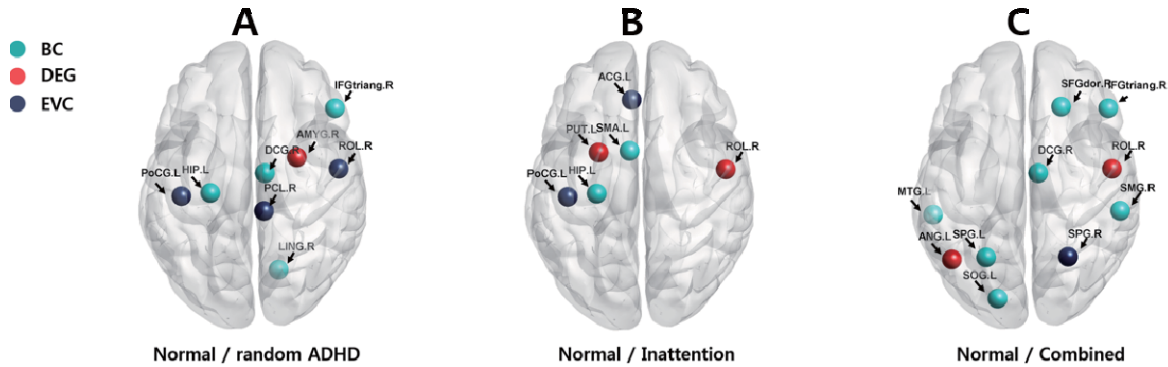 A
B
C
BC
DEG
EVC
IFGtriang.R
AMYG.R
DCG.R
ROL.R
PoCG.L
HIP.L
PCL.R
LING.R
Normal / random ADHD
ACG.L
PUT.L
SMA.L
ROL.R
PoCG.L
HIP.L
Normal / Inattention
SFGdor.R
FGtriang.R
DCG.R
ROL.R
MTG.L
SMG.R
ANG.L
SPG.L
SPG.R
SOG.L
Normal / Combined